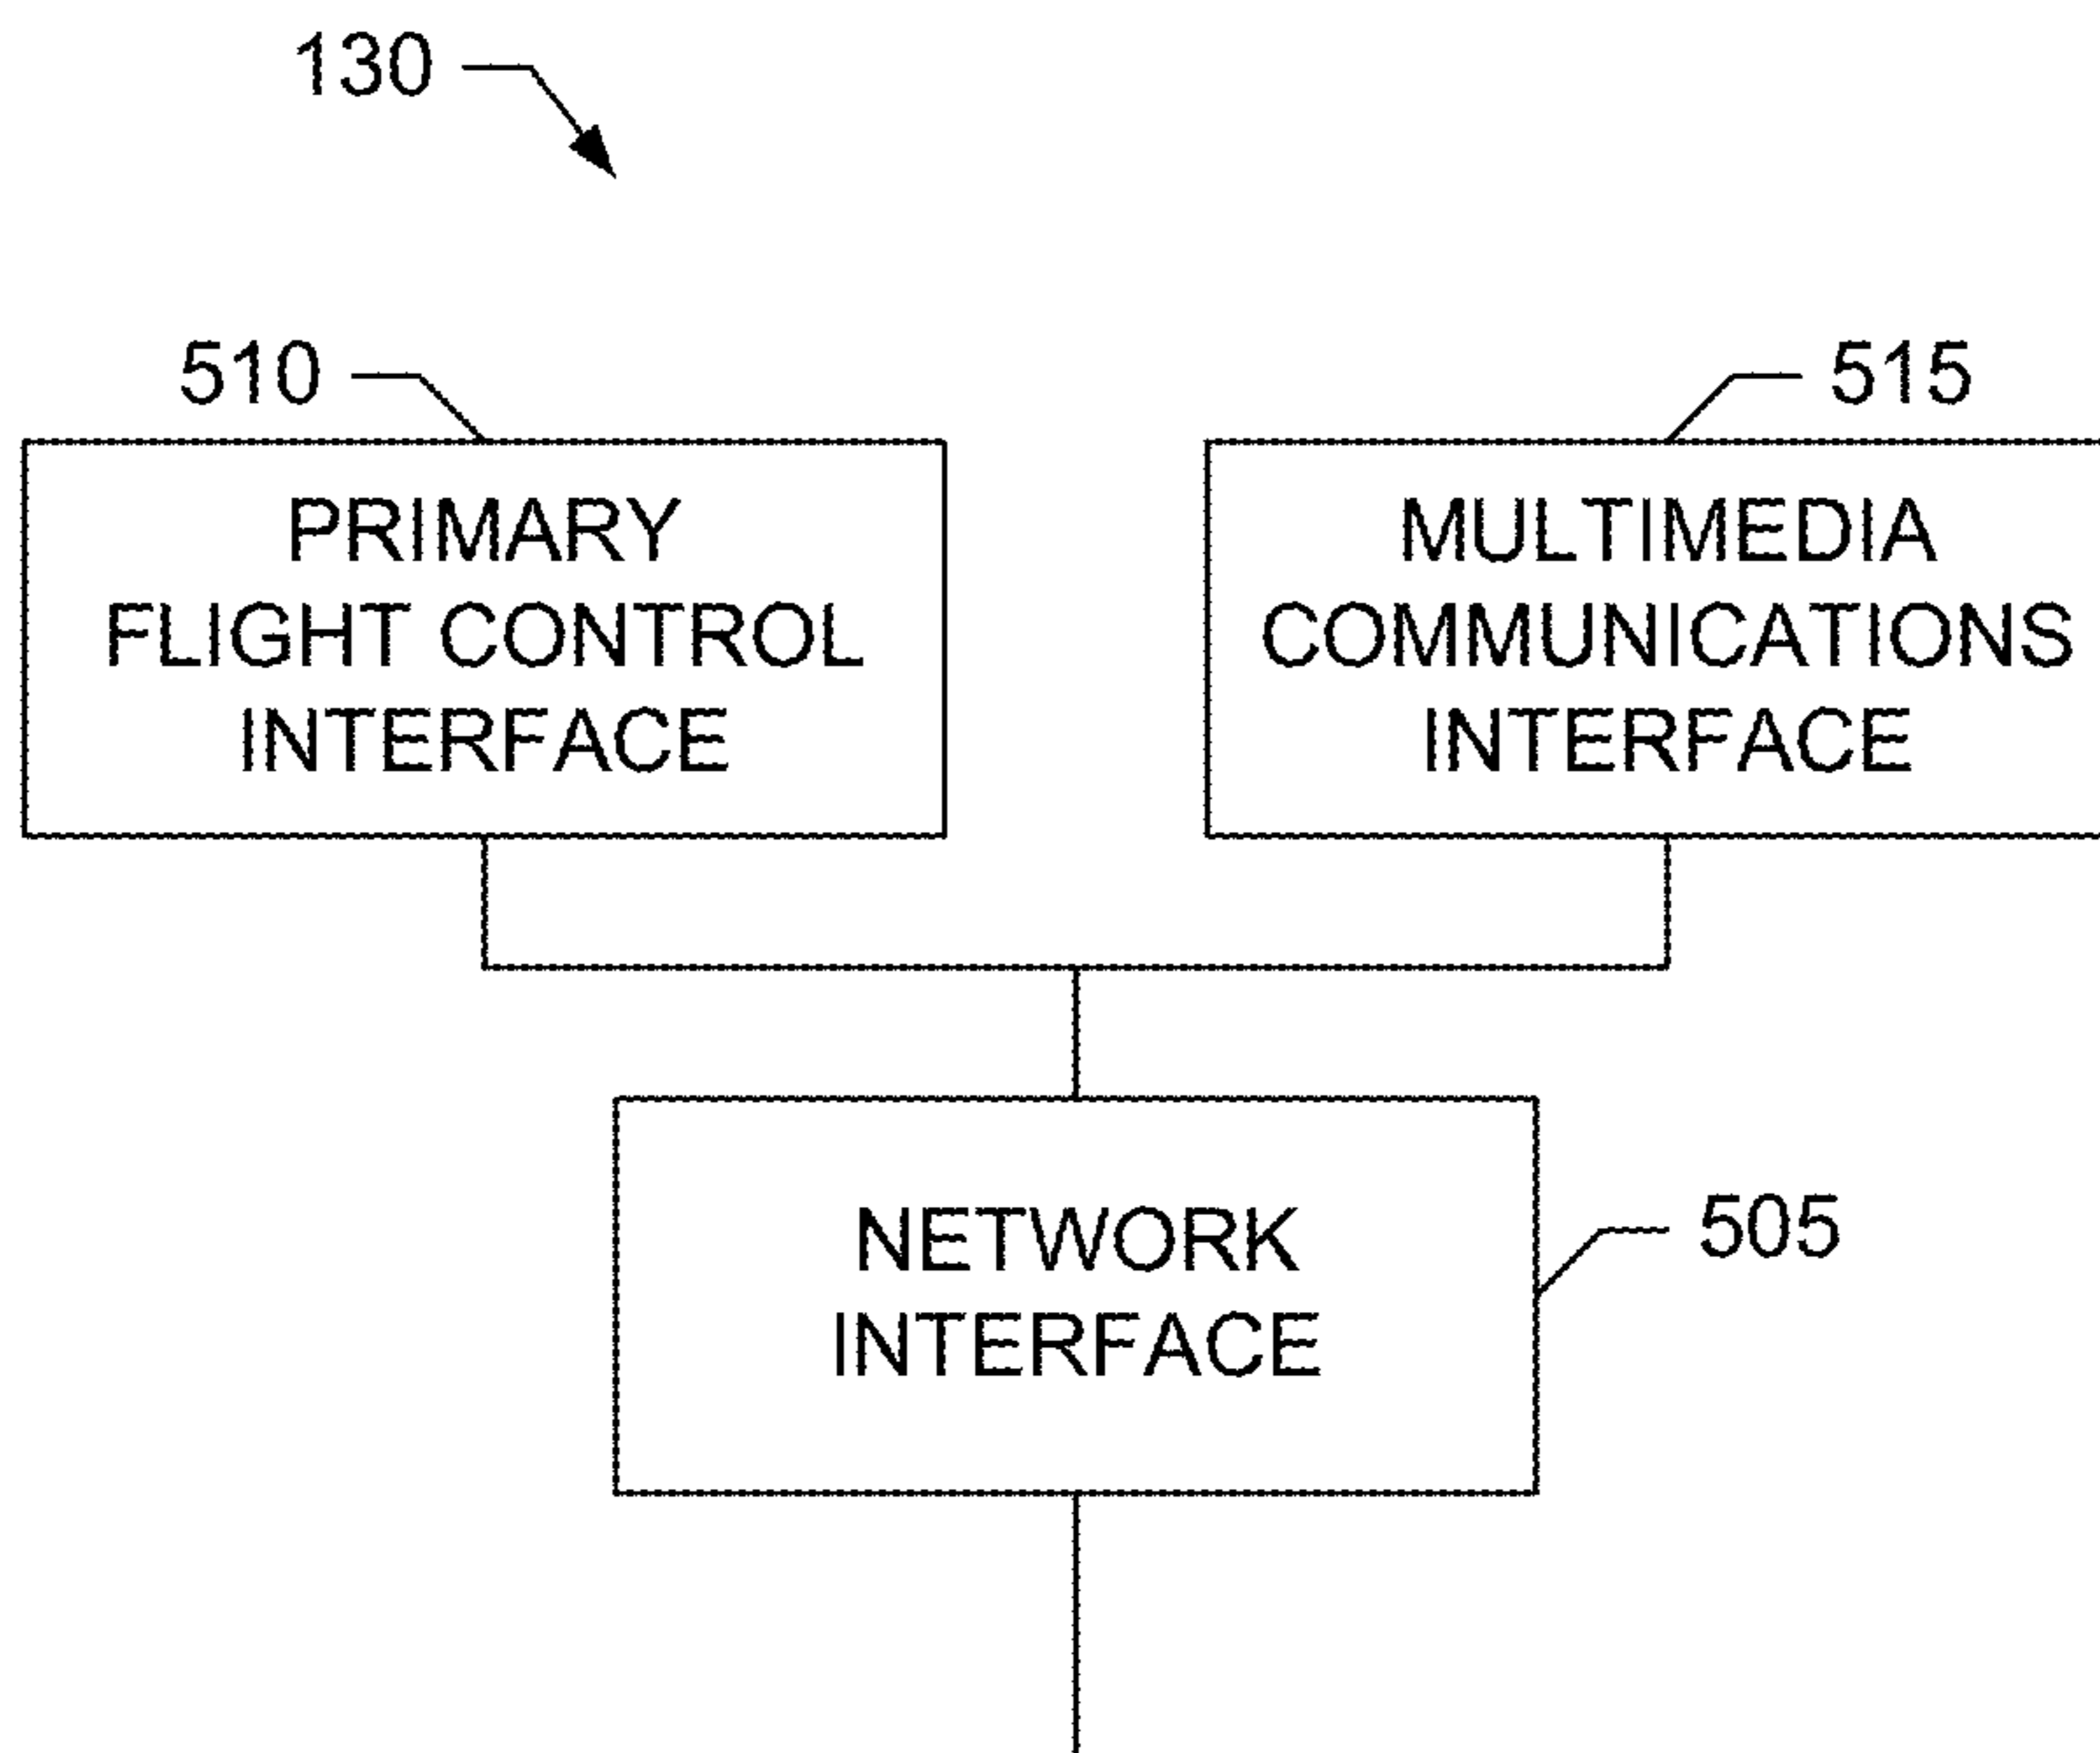 130
510
515
PRIMARY
FLIGHT CONTROL
INTERFACE
MULTIMEDIA
COMMUNICATIONS
INTERFACE
NETWORK
INTERFACE
505